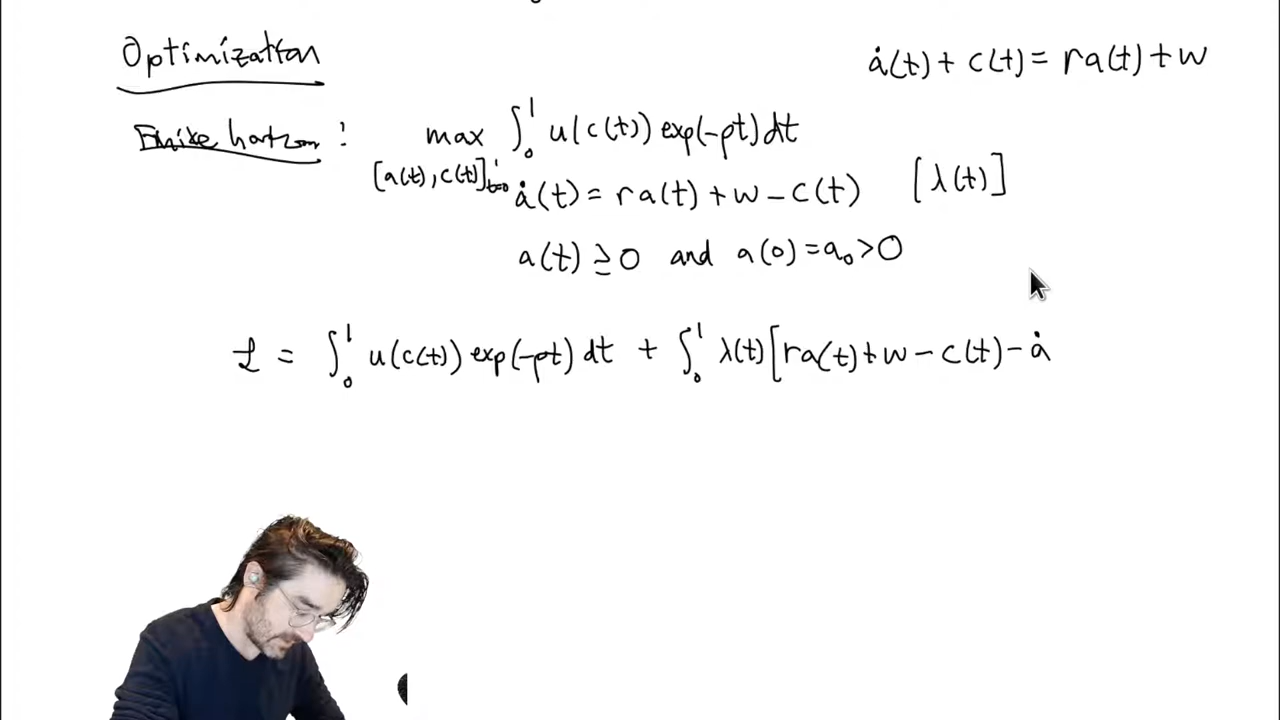 Optimization
ȧ(t) + c(t) = ra(t) + w
Finite horizon: max ∫₀¹ u(c(t)) exp(-ρt) dt
[a(t), c(t)]¹ₜ₌₀
ȧ(t) = ra(t) + w - c(t) [λ(t)]
a(t) ≥ 0 and a(0) = a₀ > 0
ℒ = ∫₀¹ u(c(t)) exp(-ρt) dt + ∫₀¹ λ(t)[ra(t) + w - c(t) - ȧ